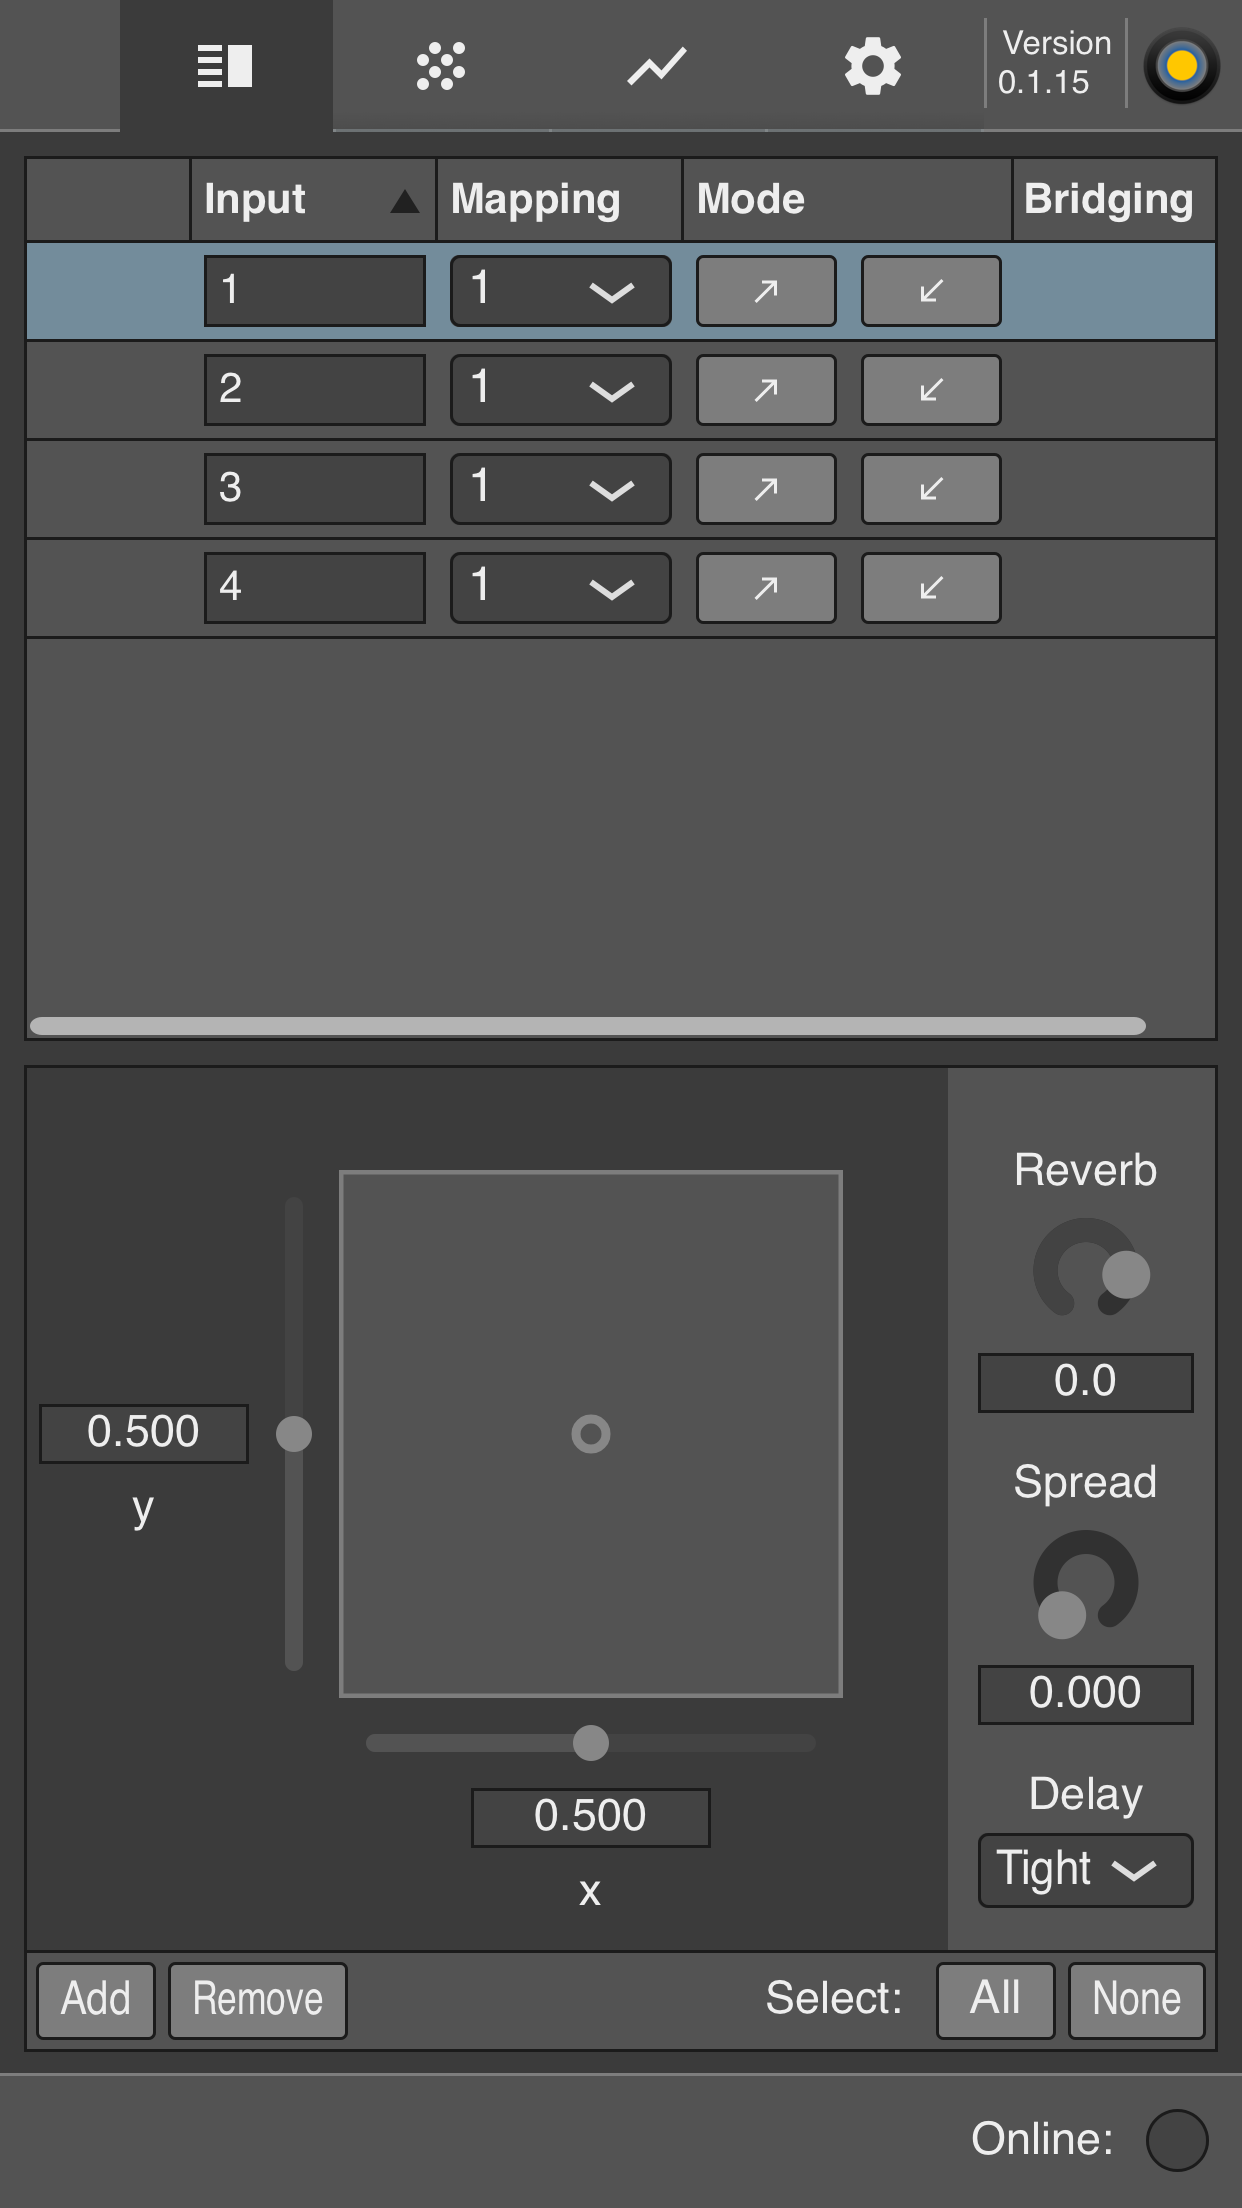 Version
0.1.15
Input Mapping Mode Bridging
1 1
2 1
3 1
4 1
Reverb
0.0
0.500
y
Spread
0.000
0.500
x
Delay
Tight
Add Remove Select: All None
Online: